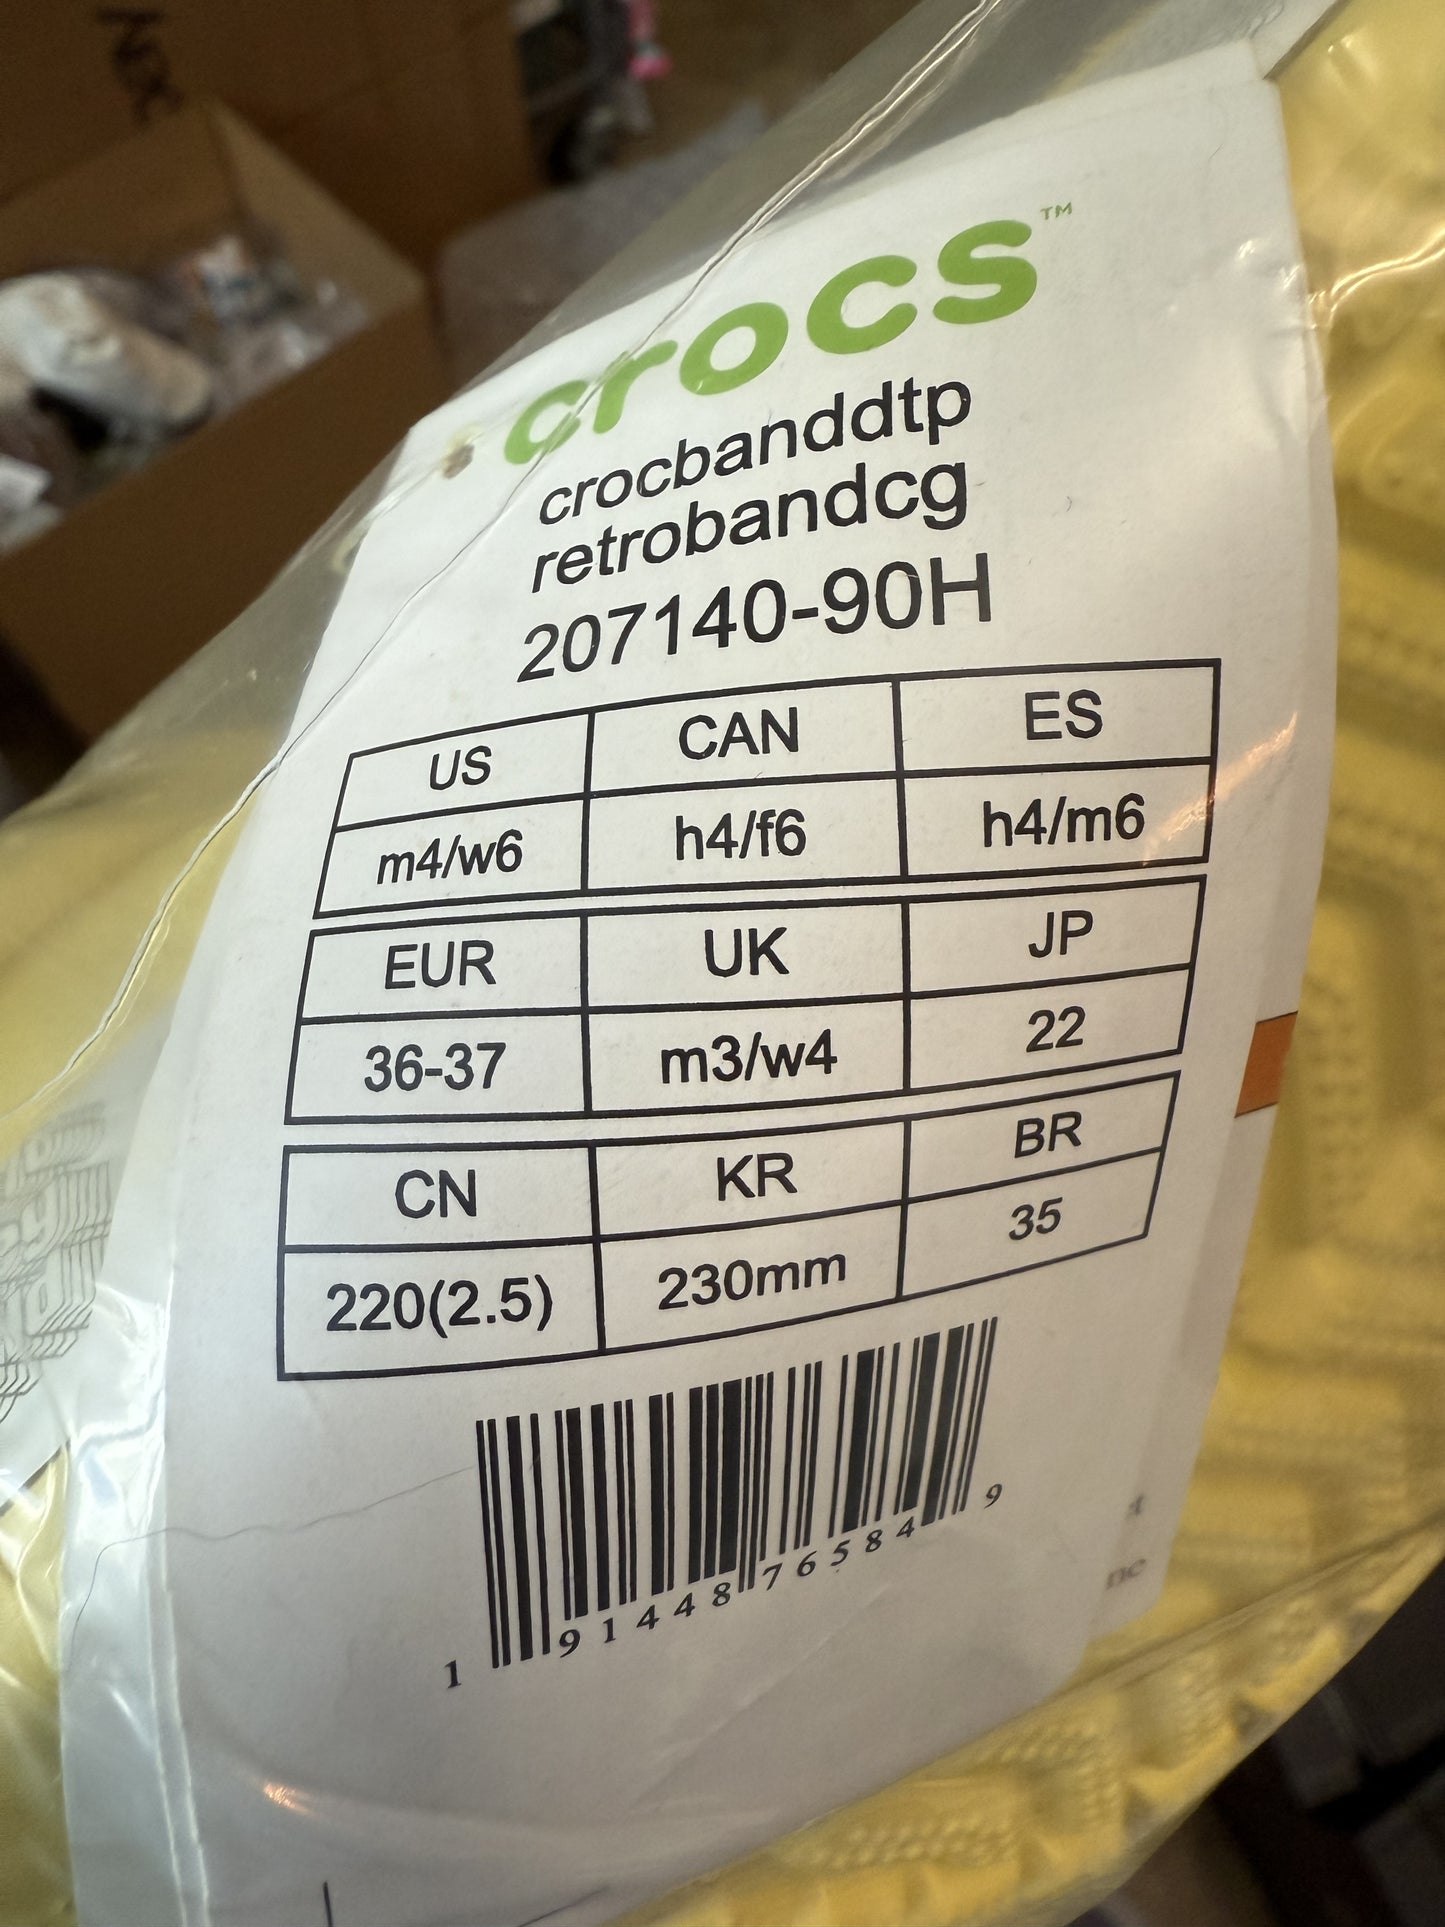 crocs™
crocbanddtp
retrobandcg
207140-90H
US CAN ES
m4/w6 h4/f6 h4/m6
EUR UK JP
36-37 m3/w4 22
CN KR BR
220(2.5) 230mm 35
1 91448 76584 9